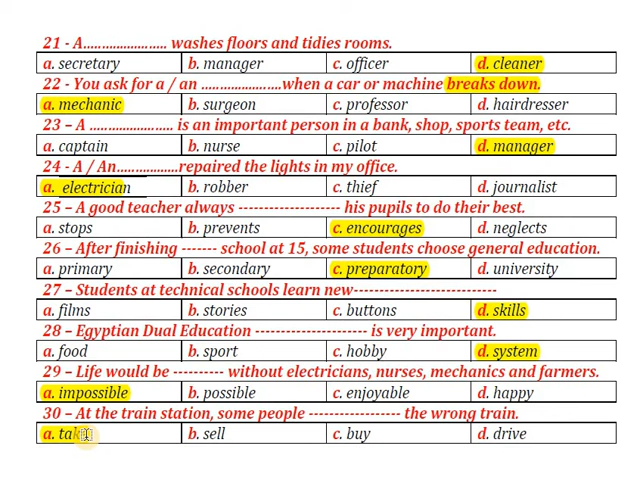 21 - A........................ washes floors and tidies rooms.
a. secretary b. manager c. officer d. cleaner
22 - You ask for a / an .......................when a car or machine breaks down.
a. mechanic b. surgeon c. professor d. hairdresser
23 – A ........................ is an important person in a bank, shop, sports team, etc.
a. captain b. nurse c. pilot d. manager
24 - A / An.................repaired the lights in my office.
a. electrician b. robber c. thief d. journalist
25 – A good teacher always -------------------- his pupils to do their best.
a. stops b. prevents c. encourages d. neglects
26 – After finishing ------- school at 15, some students choose general education.
a. primary b. secondary c. preparatory d. university
27 – Students at technical schools learn new----------------------------
a. films b. stories c. buttons d. skills
28 – Egyptian Dual Education ---------------------- is very important.
a. food b. sport c. hobby d. system
29 – Life would be ---------- without electricians, nurses, mechanics and farmers.
a. impossible b. possible c. enjoyable d. happy
30 – At the train station, some people ------------------ the wrong train.
a. b. sell c. buy d. drive